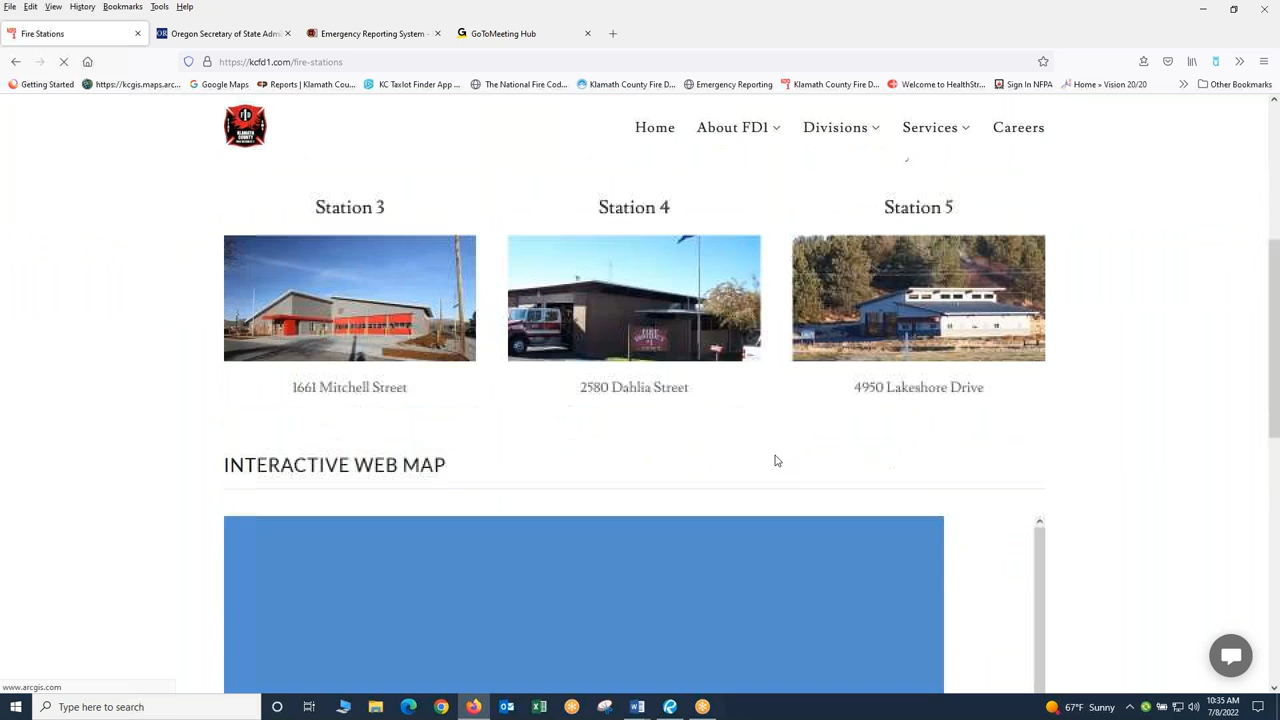 File Edit View History Bookmarks Tools Help
Fire Stations
Oregon Secretary of State Adm
Emergency Reporting System -
GoToMeeting Hub
https://kcfd1.com/fire-stations
Getting Started
https://kcgis.maps.arc...
Google Maps
Reports | Klamath Cou...
KC Taxlot Finder App ...
The National Fire Cod...
Klamath County Fire D...
Emergency Reporting
Klamath County Fire D...
Welcome to HealthStr...
Sign In NFPA
Home » Vision 20/20
Other Bookmarks
KLAMATH COUNTY
Home About FD1 Divisions Services Careers
Station 3 Station 4 Station 5
1661 Mitchell Street 2580 Dahlia Street 4950 Lakeshore Drive
INTERACTIVE WEB MAP
www.arcgis.com
Type here to search
67°F Sunny
10:35 AM
7/8/2022